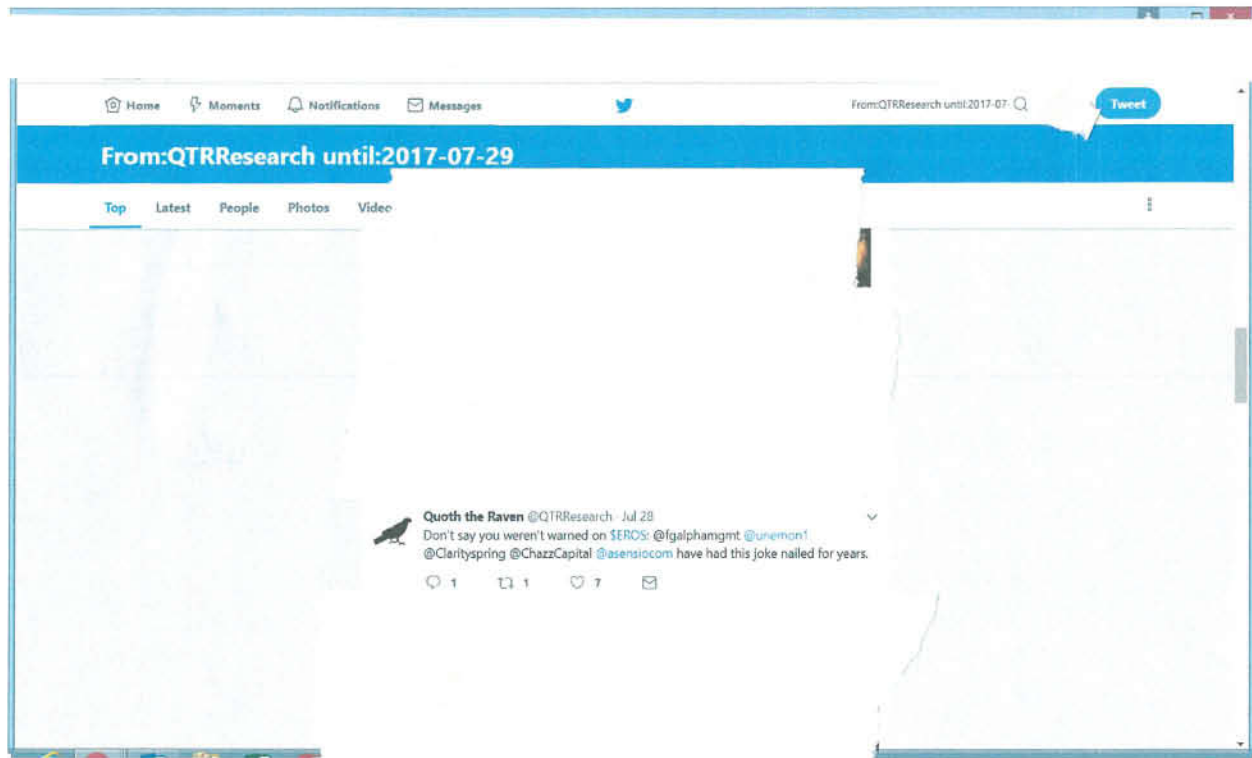 Home Moments Notifications Messages From:QTRResearch until:2017-07- Tweet
From:QTRResearch until:2017-07-29
Top Latest People Photos Video
Quoth the Raven @QTRResearch · Jul 28
Don't say you weren't warned on $EROS: @fgalphamgmt @unemon1
@Clarityspring @ChazzCapital @asensiocom have had this joke nailed for years.
1 1 7